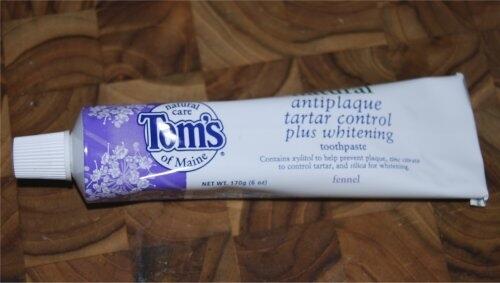 natural care
Tom's
of Maine®
NET WT. 170g (6 oz)
natural
antiplaque
tartar control
plus whitening
toothpaste
Contains xylitol to help prevent plaque, zinc citrate
to control tartar, and silica for whitening.
fennel